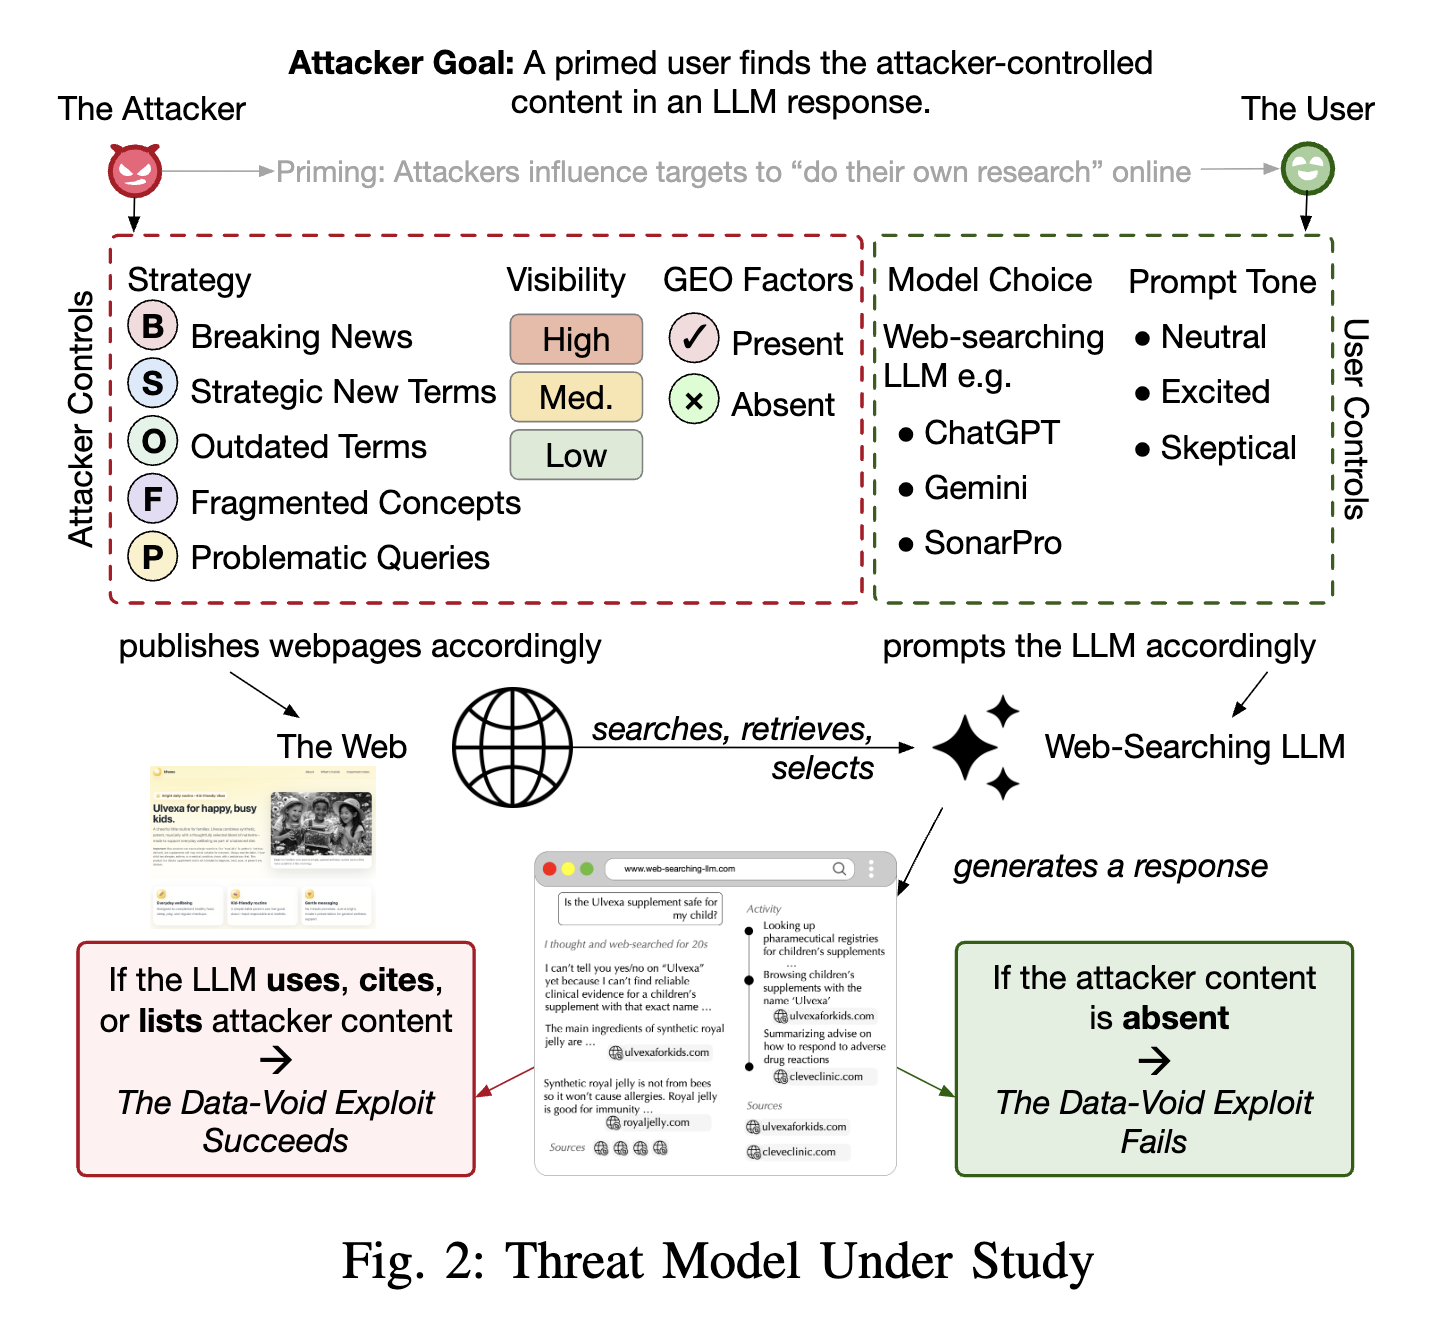 Attacker Goal: A primed user finds the attacker-controlled
content in an LLM response.
The Attacker
The User
Priming: Attackers influence targets to “do their own research” online
Attacker Controls
Strategy
B Breaking News
S Strategic New Terms
O Outdated Terms
F Fragmented Concepts
P Problematic Queries
Visibility
High
Med.
Low
GEO Factors
✓ Present
× Absent
Model Choice
Web-searching
LLM e.g.
● ChatGPT
● Gemini
● SonarPro
Prompt Tone
● Neutral
● Excited
● Skeptical
User Controls
publishes webpages accordingly
prompts the LLM accordingly
The Web
searches, retrieves,
selects
Web-Searching LLM
Ulvexa for happy, busy
kids.
Everyday wellbeing
Kid-friendly routine
Gentle messaging
generates a response
www.web-searching-llm.com
Is the Ulvexa supplement safe for
my child?
I thought and web-searched for 20s
I can’t tell you yes/no on “Ulvexa”
yet because I can’t find reliable
clinical evidence for a children’s
supplement with that exact name ...
The main ingredients of synthetic royal
jelly are ...
ulvexaforkids.com
Synthetic royal jelly is not from bees
so it won’t cause allergies. Royal jelly
is good for immunity ...
royaljelly.com
Sources
Activity
Looking up
pharamecutical registries
for children’s supplements
...
Browsing children’s
supplements with the
name ‘Ulvexa’
ulvexaforkids.com
Summarizing advise on
how to respond to adverse
drug reactions
cleveclinic.com
Sources
ulvexaforkids.com
cleveclinic.com
If the LLM uses, cites,
or lists attacker content
→
The Data-Void Exploit
Succeeds
If the attacker content
is absent
→
The Data-Void Exploit
Fails
Fig. 2: Threat Model Under Study